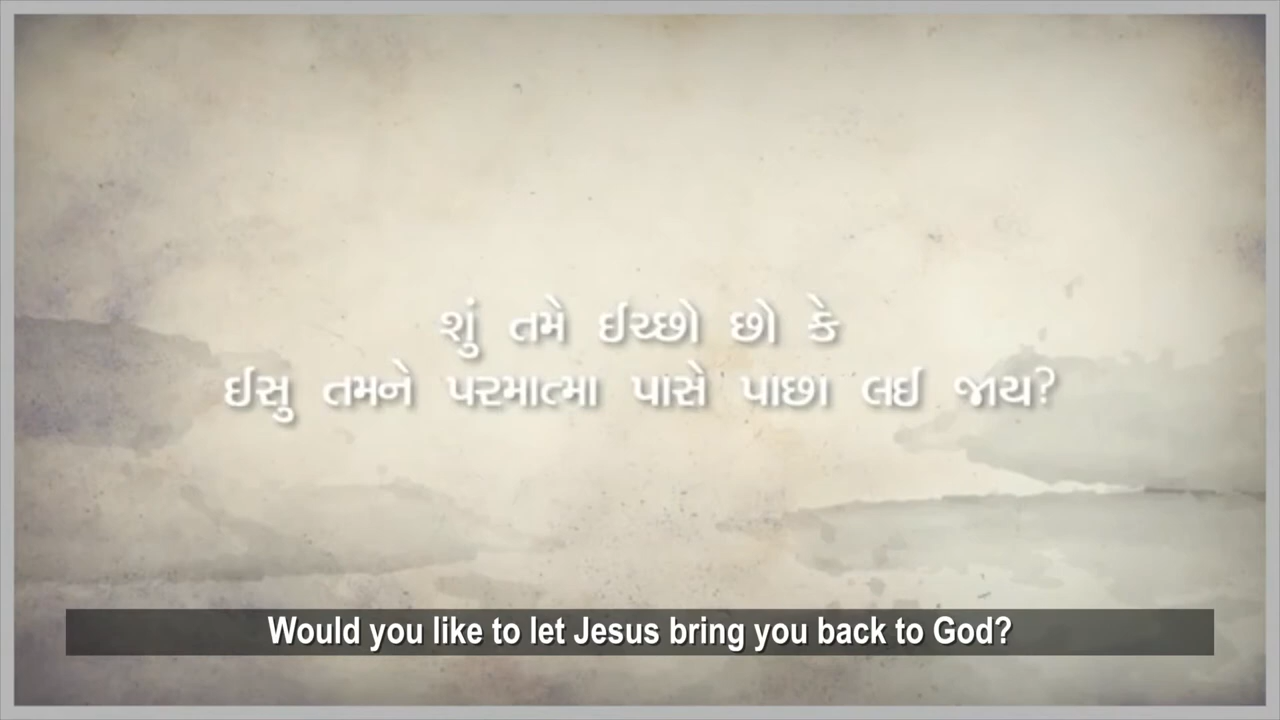 શું તમે ઈચ્છો છો કે
ઈસુ તમને પરમાત્મા પાસે પાછા લઈ જાય?
Would you like to let Jesus bring you back to God?